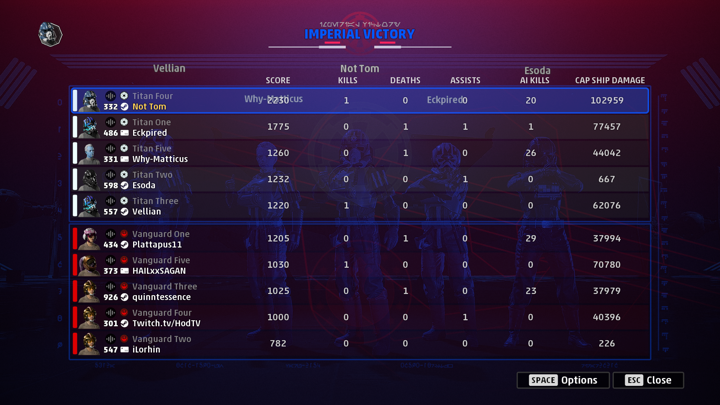 IMPERIAL VICTORY
Vellian
Not Tom
Esoda
SCORE KILLS DEATHS ASSISTS AI KILLS CAP SHIP DAMAGE
Why-Matticus
Eckpired
Titan Four
332 Not Tom
2230 1 0 0 20 102959
Titan One
486 Eckpired
1775 0 1 1 1 77457
Titan Five
331 Why-Matticus
1260 0 1 0 26 44042
Titan Two
598 Esoda
1232 0 0 1 0 667
Titan Three
557 Vellian
1220 1 0 0 0 62076
Vanguard One
434 Plattapus11
1205 0 1 0 29 37994
Vanguard Five
373 HAILxxSAGAN
1030 1 0 0 0 70780
Vanguard Three
926 quinntessence
1025 0 1 0 23 37979
Vanguard Four
301 Twitch.tv/HodTV
1000 0 0 1 0 40396
Vanguard Two
547 iLorhin
782 0 0 0 0 226
SPACE Options
ESC Close